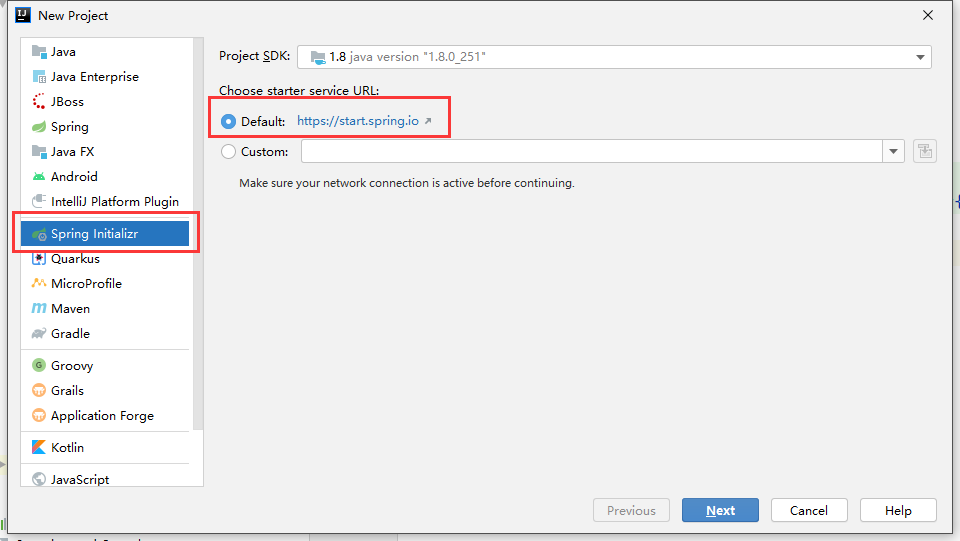 New Project
Java
Java Enterprise
JBoss
Spring
Java FX
Android
IntelliJ Platform Plugin
Spring Initializr
Quarkus
MicroProfile
Maven
Gradle
Groovy
Grails
Application Forge
Kotlin
JavaScript
Project SDK: 1.8 java version "1.8.0_251"
Choose starter service URL:
Default: https://start.spring.io
Custom:
Make sure your network connection is active before continuing.
Previous Next Cancel Help